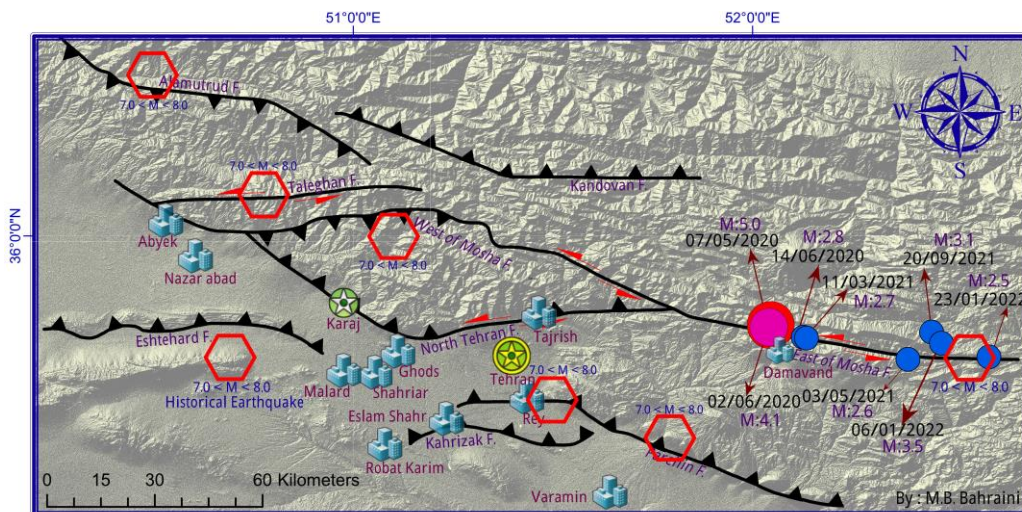 51°0'0"E
52°0'0"E
36°0'0"N
N
W
E
S
Alamutrud F.
7.0 < M < 8.0
7.0 < M < 8.0
Taleghan F.
Kandovan F.
Abyek
Nazar abad
West of Mosha F.
7.0 < M < 8.0
M:5.0
07/05/2020
M:2.8
14/06/2020
11/03/2021
M:2.7
M:3.1
20/09/2021
M:2.5
23/01/2022
Karaj
Eshtehard F.
North Tehran F.
Tajrish
Ghods
Tehran
Malard
Shahriar
7.0 < M < 8.0
Historical Earthquake
7.0 < M < 8.0
Damavand
East of Mosha F.
7.0 < M < 8.0
02/06/2020
M:4.1
03/05/2021
M:2.6
06/01/2022
M:3.5
Rey
Eslam Shahr
Kahrizak F.
7.0 < M < 8.0
Parchin F.
Robat Karim
Varamin
0 15 30 60 Kilometers
By : M.B. Bahraini